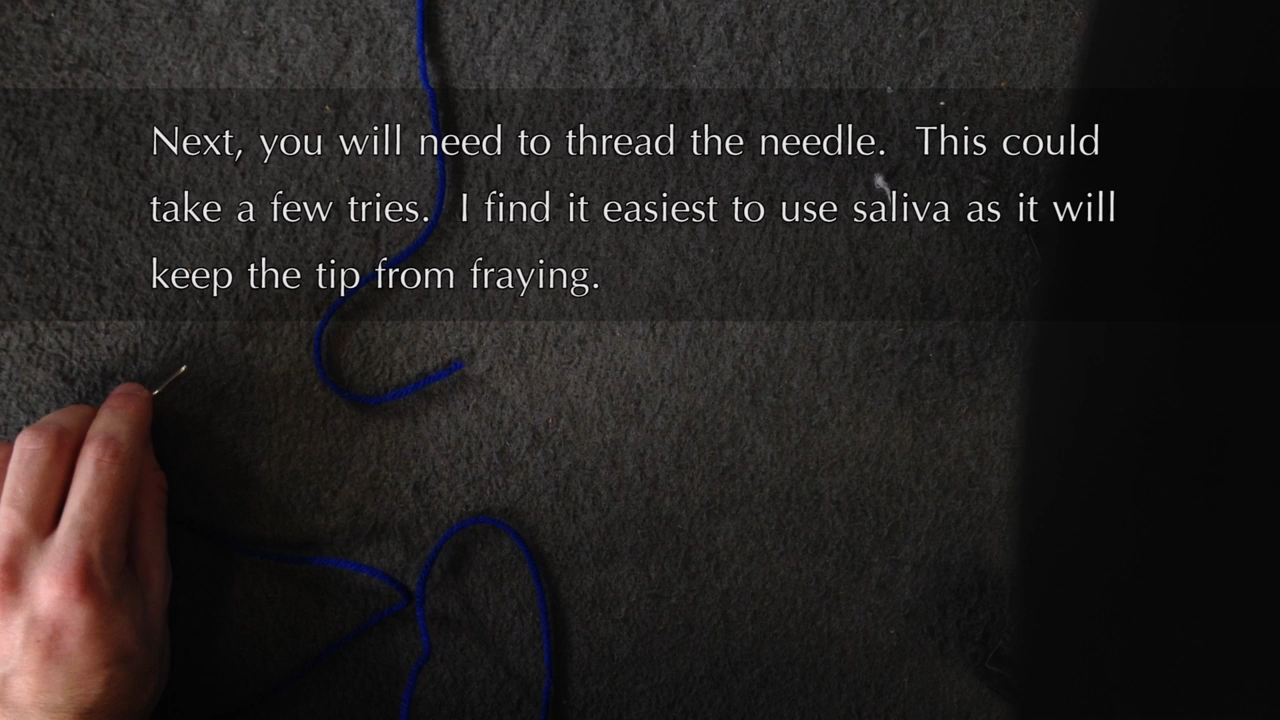 Next, you will need to thread the needle.  This could
take a few tries.  I find it easiest to use saliva as it will
keep the tip from fraying.